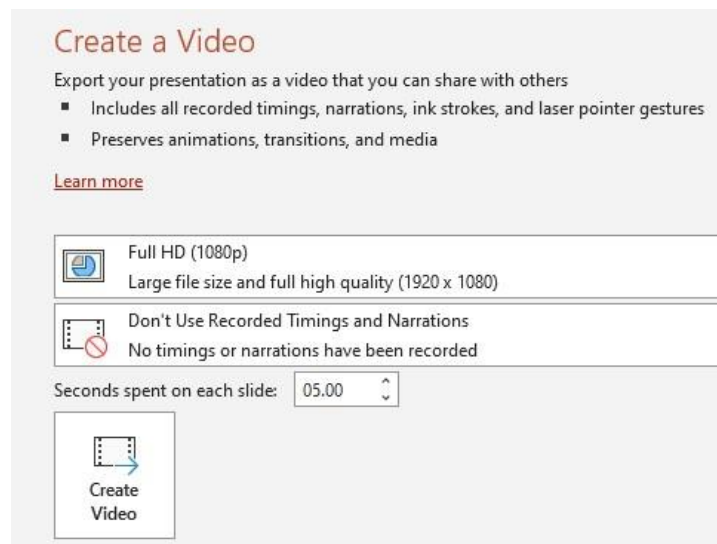 Create a Video
Export your presentation as a video that you can share with others
▪ Includes all recorded timings, narrations, ink strokes, and laser pointer gestures
▪ Preserves animations, transitions, and media
Learn more
Full HD (1080p)
Large file size and full high quality (1920 x 1080)
Don't Use Recorded Timings and Narrations
No timings or narrations have been recorded
Seconds spent on each slide: 05.00
Create
Video